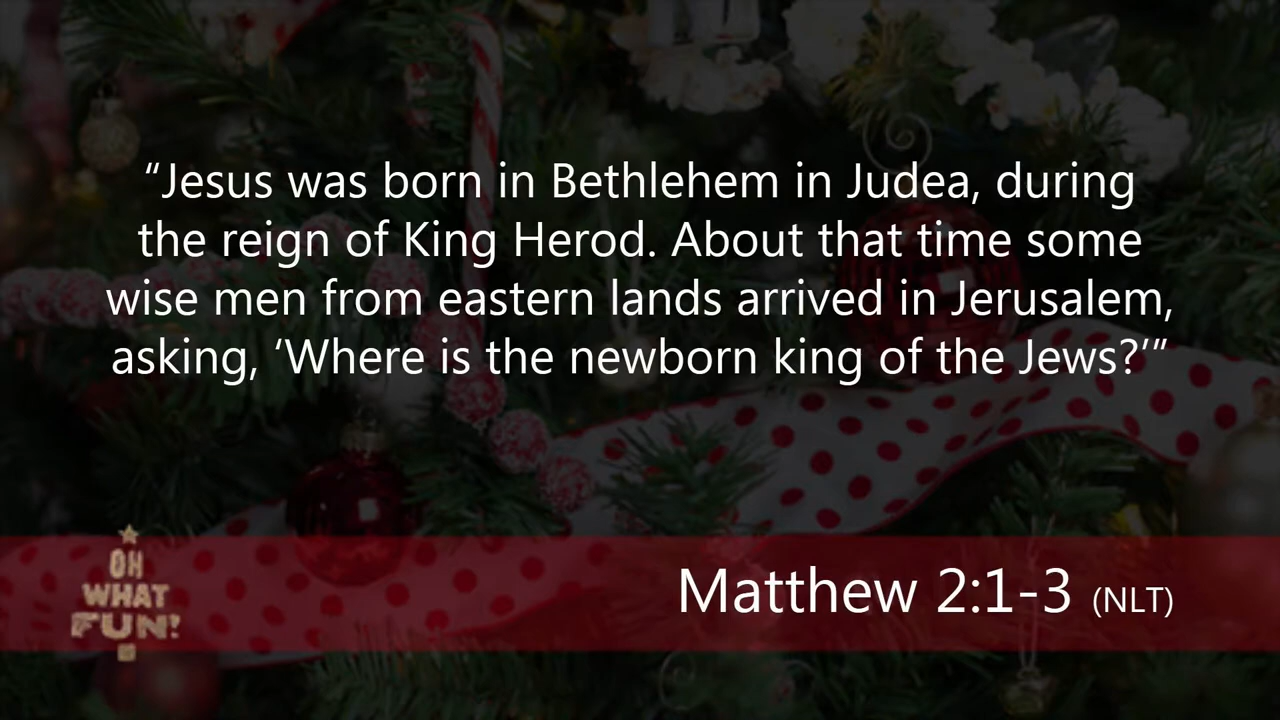 “Jesus was born in Bethlehem in Judea, during
the reign of King Herod. About that time some
wise men from eastern lands arrived in Jerusalem,
asking, ‘Where is the newborn king of the Jews?’”
OH
WHAT
FUN!
Matthew 2:1-3 (NLT)